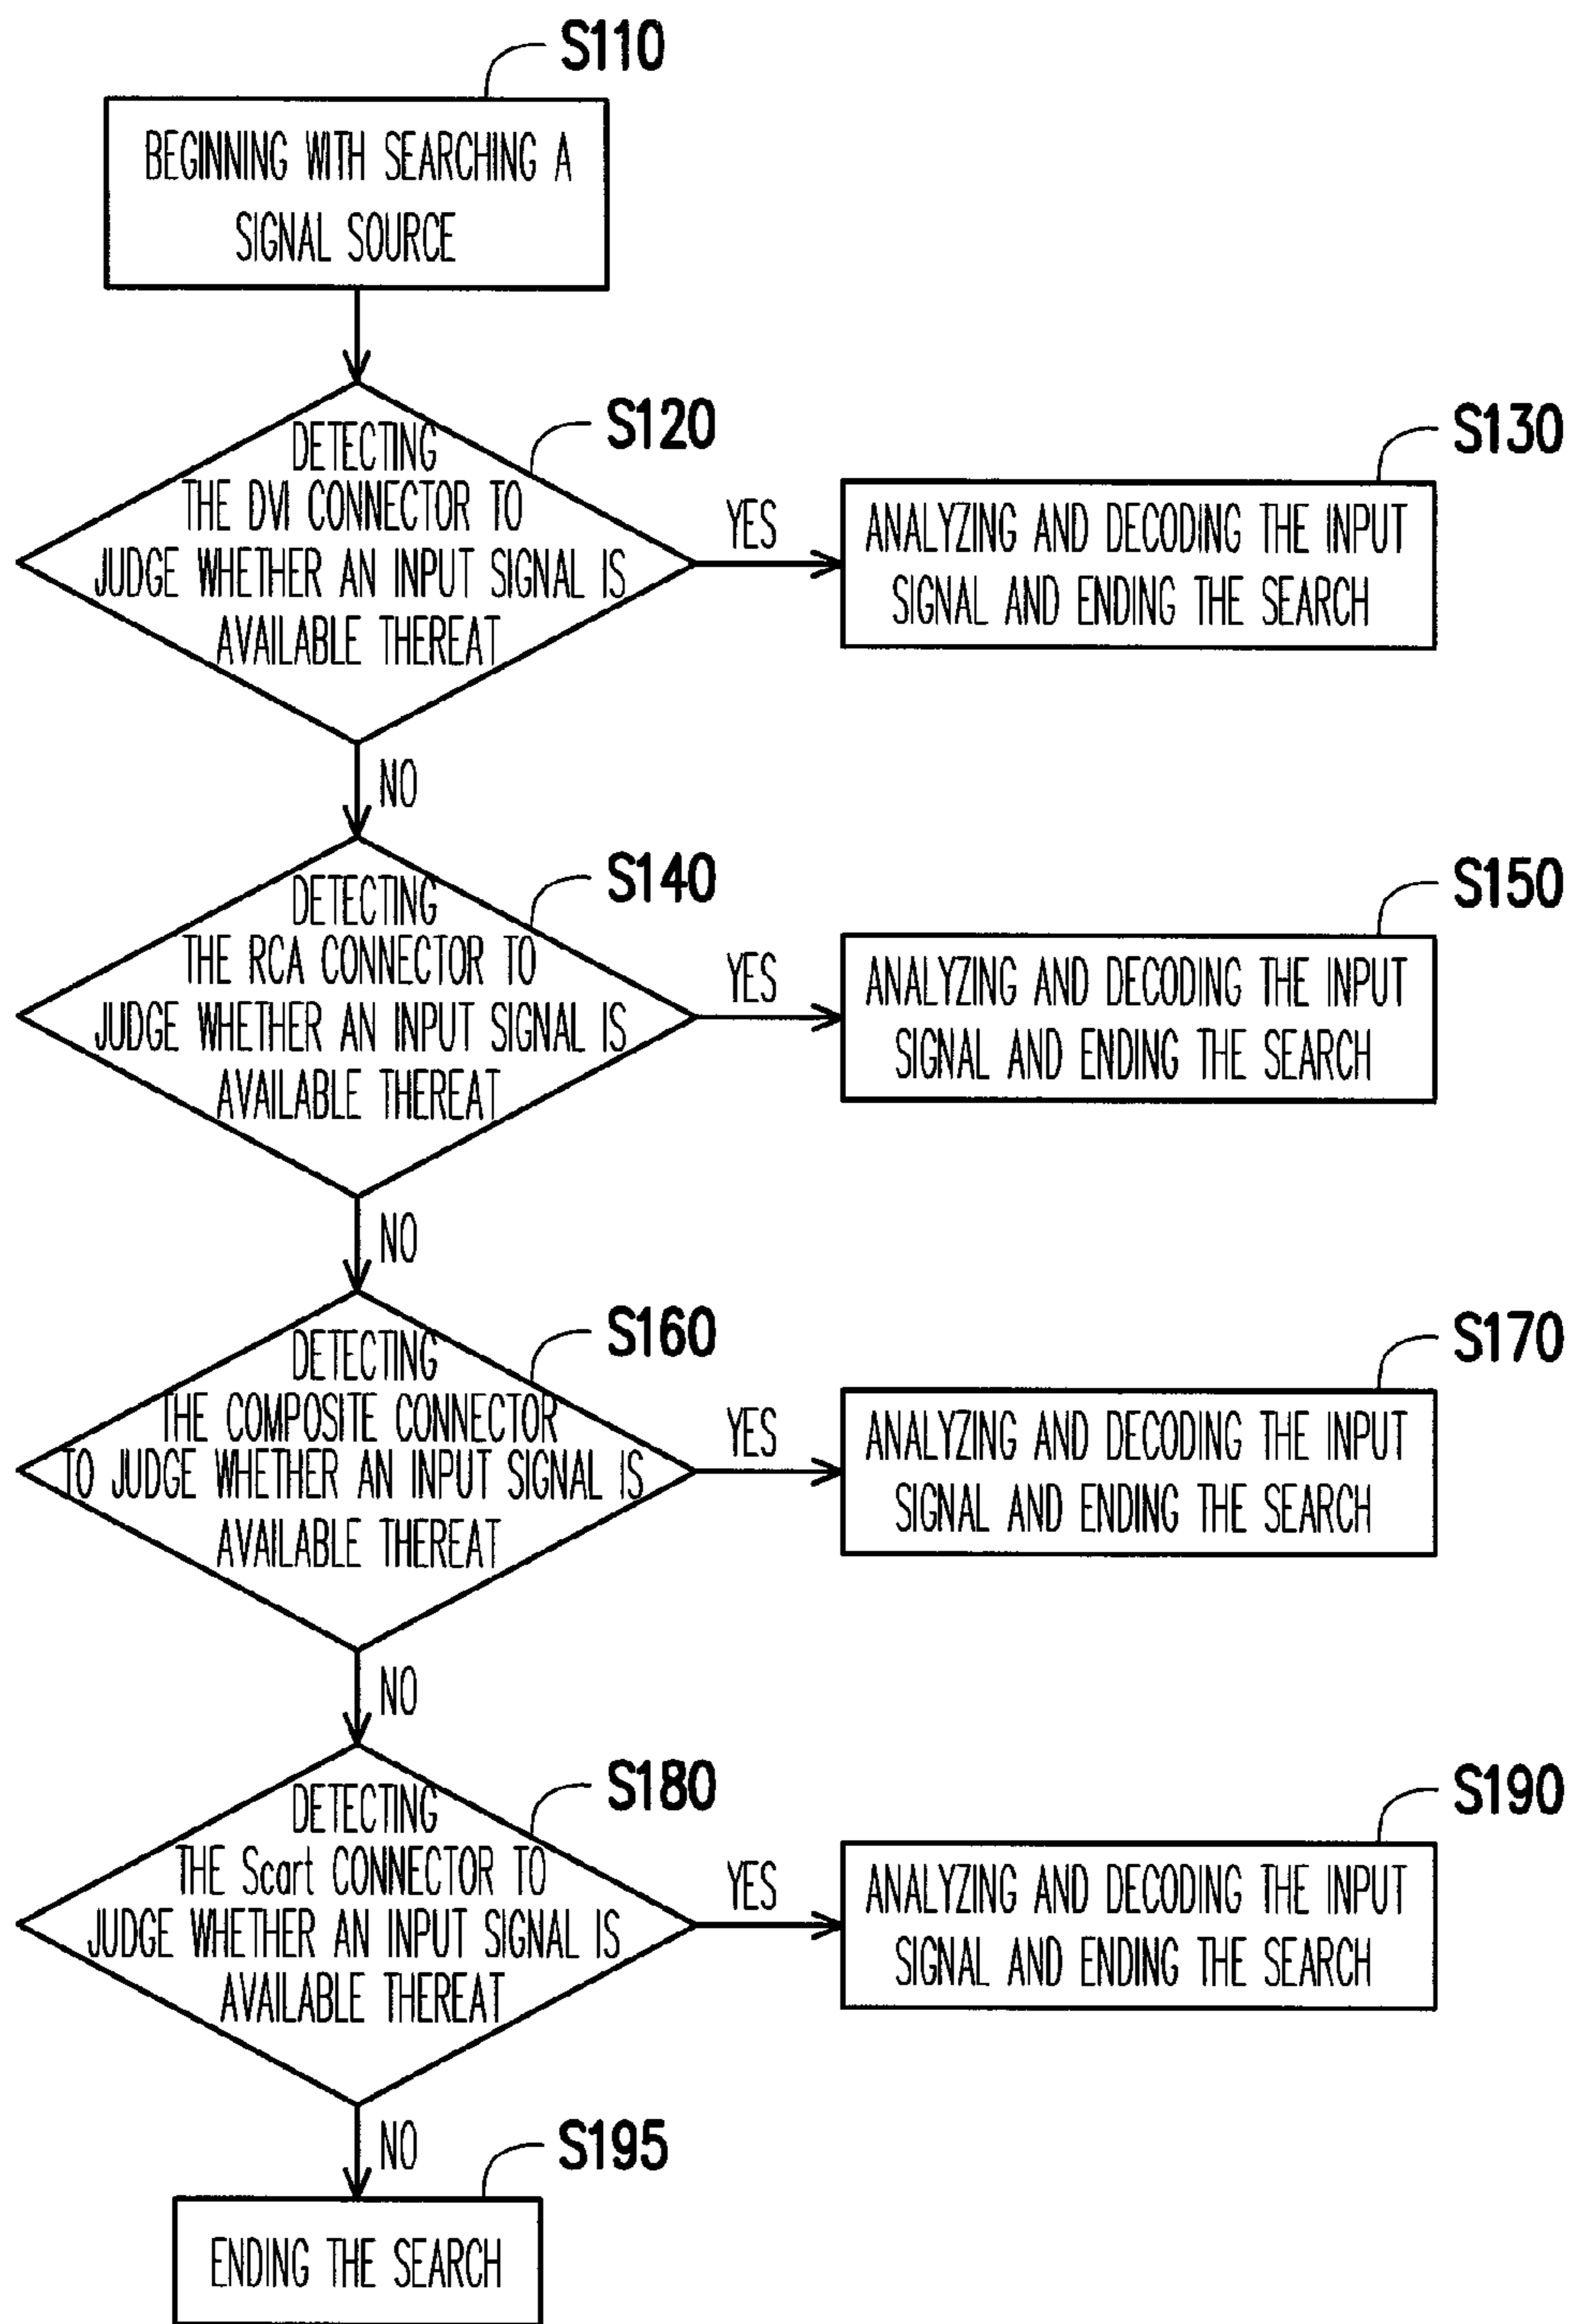 S110
BEGINNING WITH SEARCHING A
SIGNAL SOURCE
S120
DETECTING
THE DVI CONNECTOR TO
JUDGE WHETHER AN INPUT SIGNAL IS
AVAILABLE THEREAT
YES
S130
ANALYZING AND DECODING THE INPUT
SIGNAL AND ENDING THE SEARCH
NO
S140
DETECTING
THE RCA CONNECTOR TO
JUDGE WHETHER AN INPUT SIGNAL IS
AVAILABLE THEREAT
YES
S150
ANALYZING AND DECODING THE INPUT
SIGNAL AND ENDING THE SEARCH
NO
S160
DETECTING
THE COMPOSITE CONNECTOR
TO JUDGE WHETHER AN INPUT SIGNAL IS
AVAILABLE THEREAT
YES
S170
ANALYZING AND DECODING THE INPUT
SIGNAL AND ENDING THE SEARCH
NO
S180
DETECTING
THE Scart CONNECTOR TO
JUDGE WHETHER AN INPUT SIGNAL IS
AVAILABLE THEREAT
YES
S190
ANALYZING AND DECODING THE INPUT
SIGNAL AND ENDING THE SEARCH
NO
S195
ENDING THE SEARCH